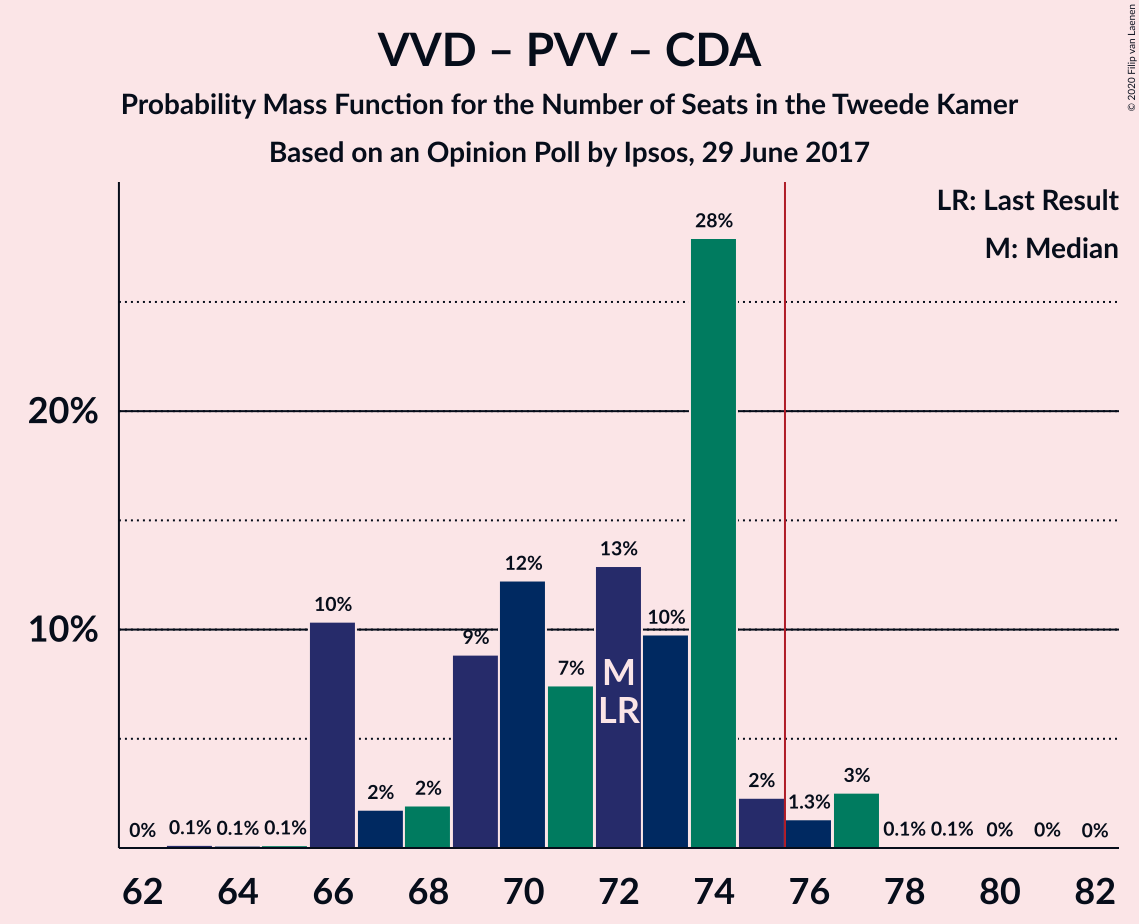 VVD – PVV – CDA
Probability Mass Function for the Number of Seats in the Tweede Kamer
Based on an Opinion Poll by Ipsos, 29 June 2017
© 2020 Filip van Laenen
LR: Last Result
M: Median
20%
10%
0%
0.1%
0.1%
0.1%
10%
2%
2%
9%
12%
7%
13%
10%
28%
2%
1.3%
3%
0.1%
0.1%
0%
0%
0%
M
LR
62 64 66 68 70 72 74 76 78 80 82